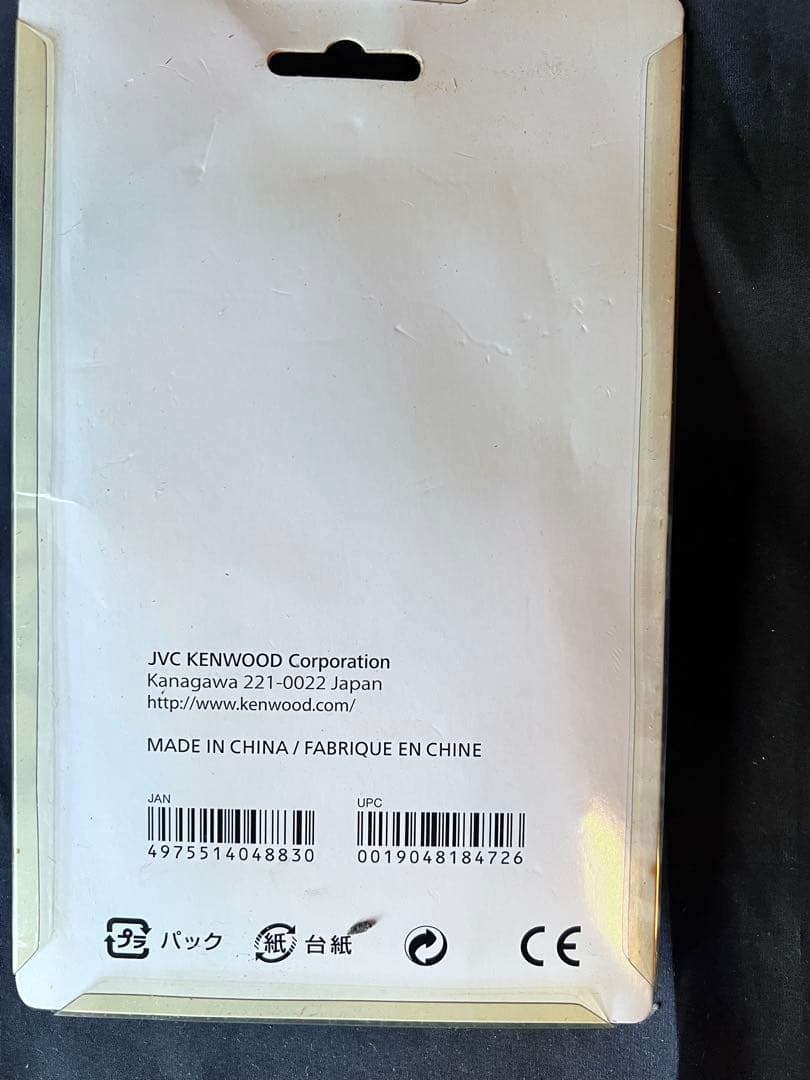 JVC KENWOOD Corporation
Kanagawa 221-0022 Japan
http://www.kenwood.com/
MADE IN CHINA / FABRIQUE EN CHINE
JAN
4975514048830
UPC
0019048184726
プラ パック 紙 台紙 CE